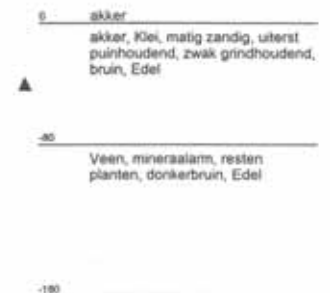 0 akker
akker, Klei, matig zandig, uiterst
puinhoudend, zwak grindhoudend,
bruin, Edel
-80
Veen, mineraalarm, resten
planten, donkerbruin, Edel
-180